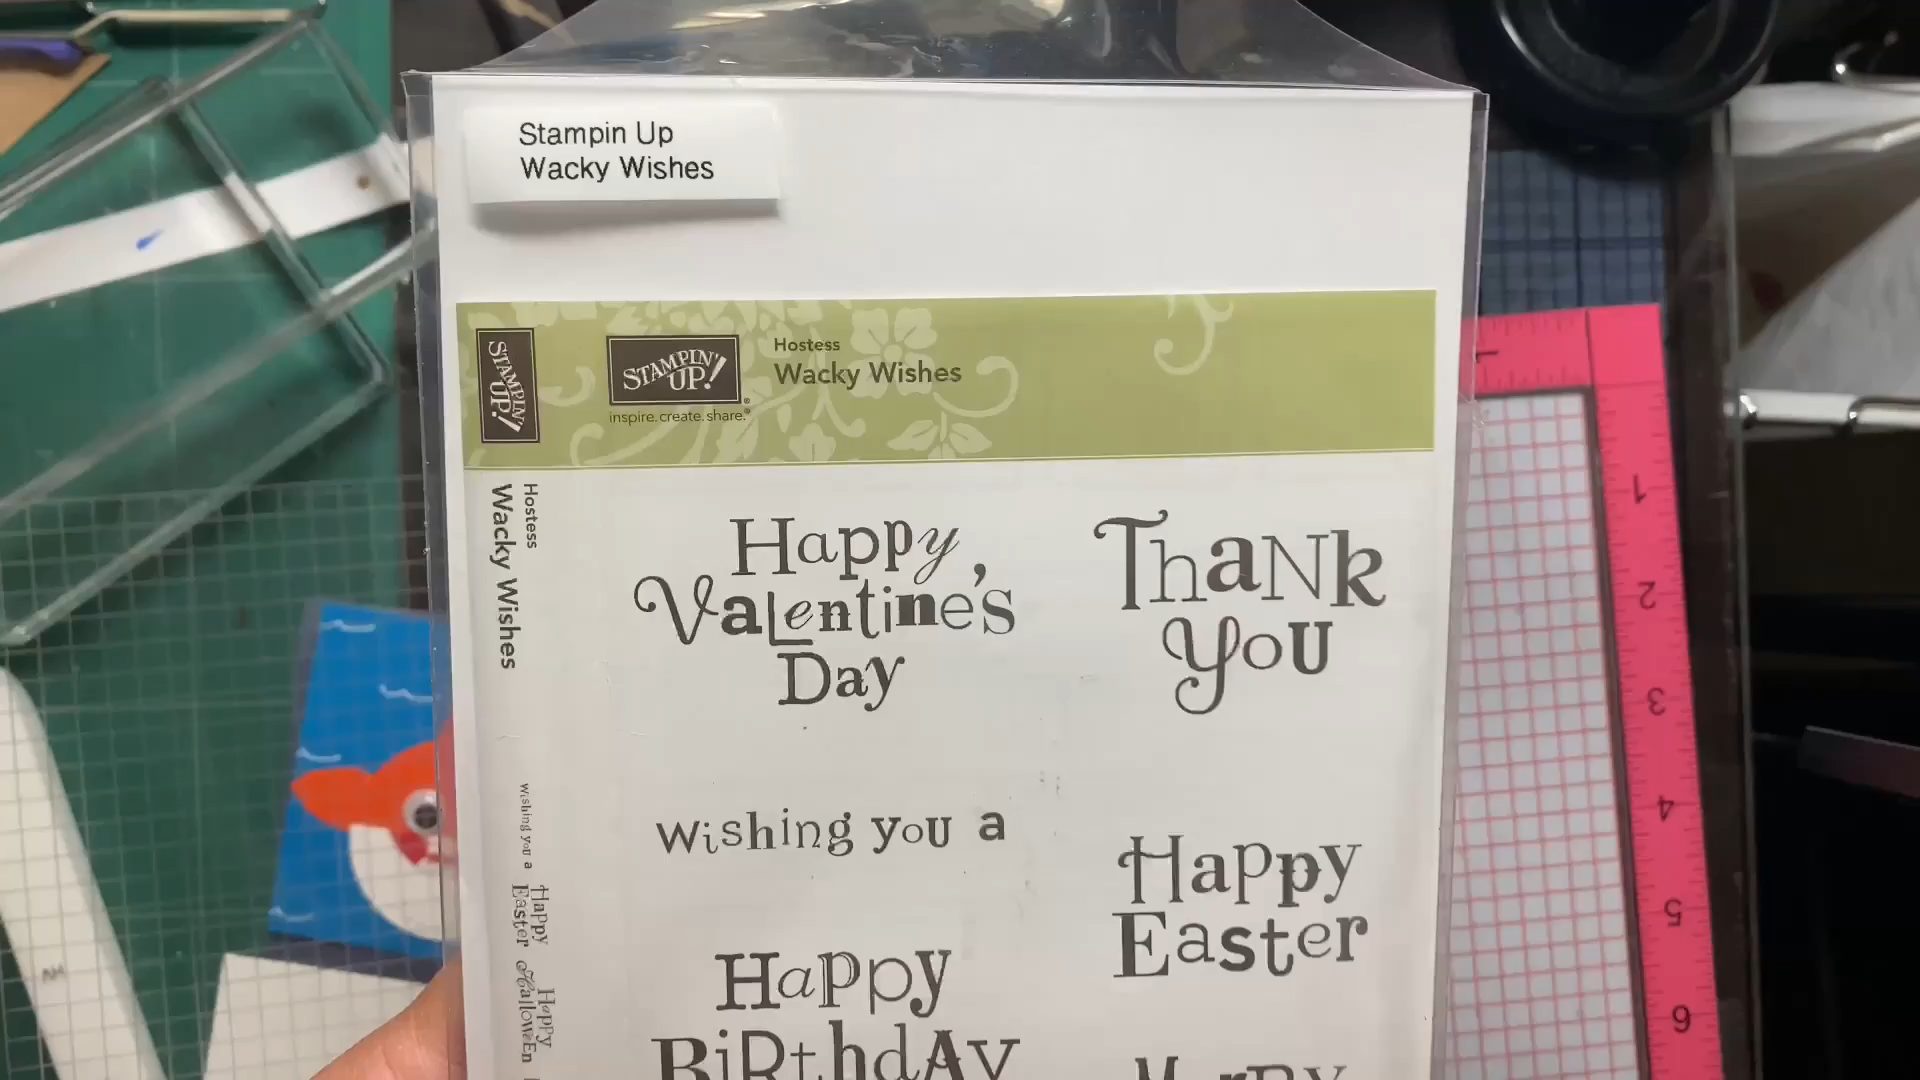 Stampin Up
Wacky Wishes
STAMPIN' UP!
STAMPIN' UP!
inspire.create.share.
Hostess
Wacky Wishes
Hostess
Wacky Wishes
Happy
Valentine's
Day
Thank
You
wishing you a
Happy
Easter
Happy
BiRthdAy
wishing you a
Happy
Easter
Happy
Halloween
1
2
3
4
5
6